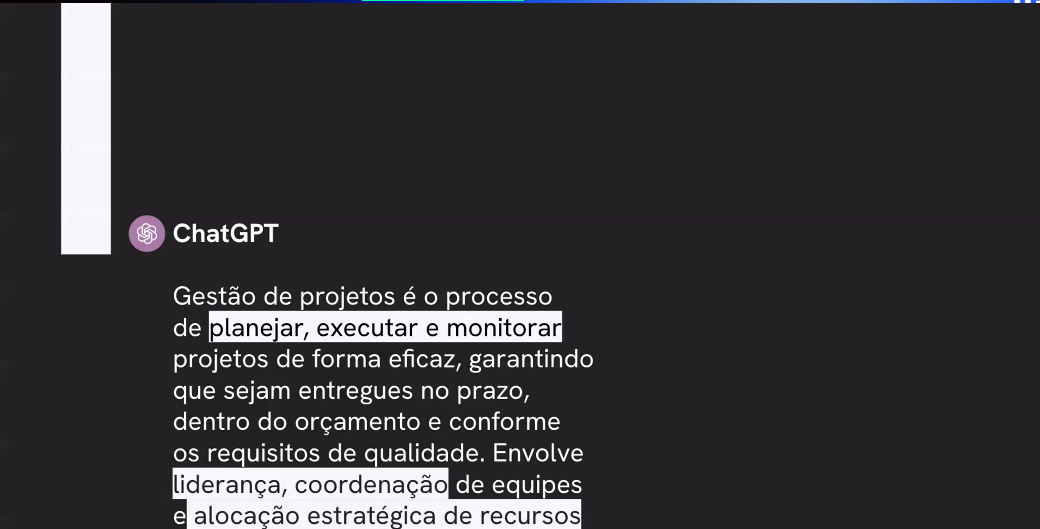 ChatGPT
Gestão de projetos é o processo
de planejar, executar e monitorar
projetos de forma eficaz, garantindo
que sejam entregues no prazo,
dentro do orçamento e conforme
os requisitos de qualidade. Envolve
liderança, coordenação de equipes
e alocação estratégica de recursos